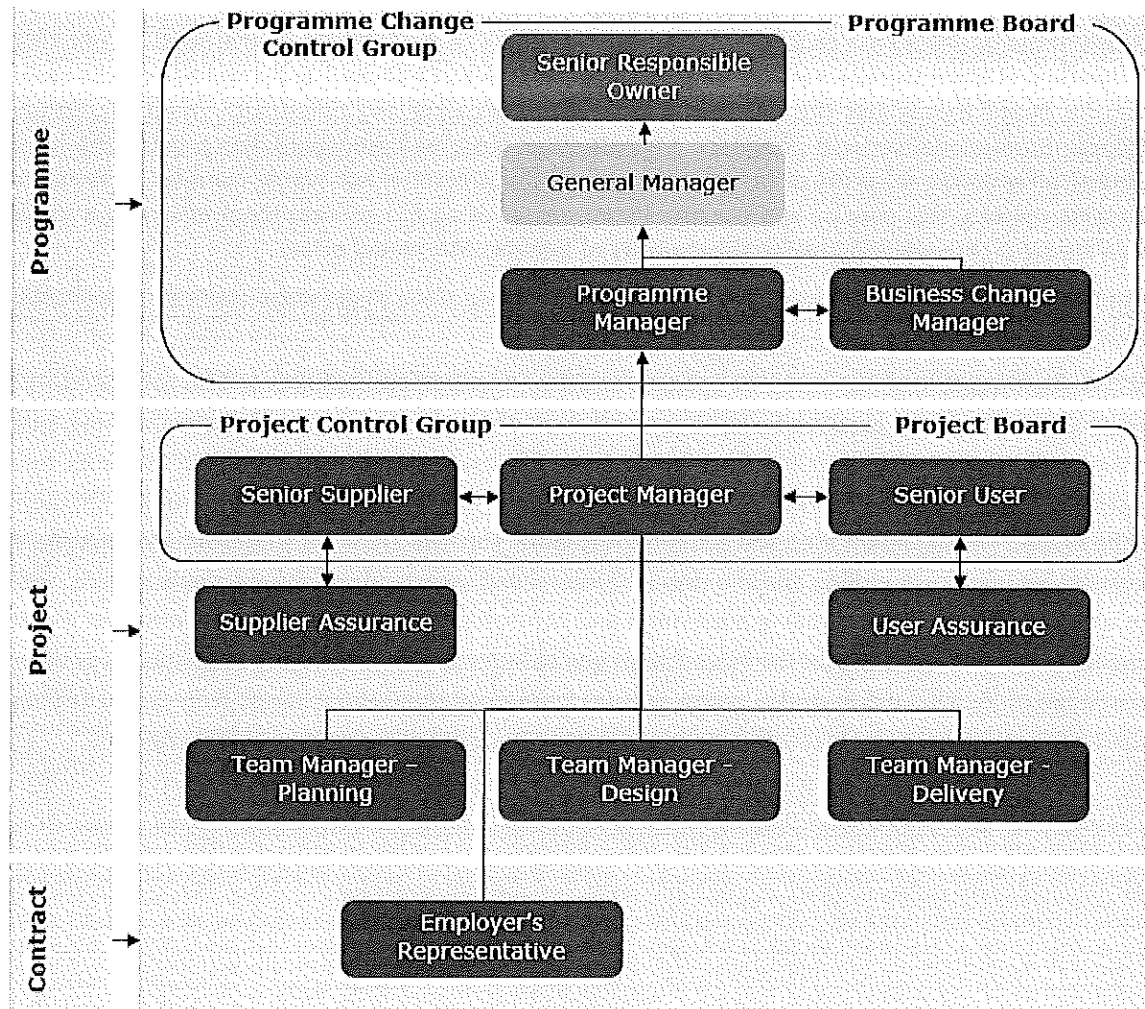 Programme Change
Control Group
Programme Board
Senior Responsible
Owner
General Manager
Programme
Programme
Manager
Business Change
Manager
Project Control Group
Project Board
Senior Supplier
Project Manager
Senior User
Project
Supplier Assurance
User Assurance
Team Manager –
Planning
Team Manager –
Design
Team Manager -
Delivery
Contract
Employer's
Representative